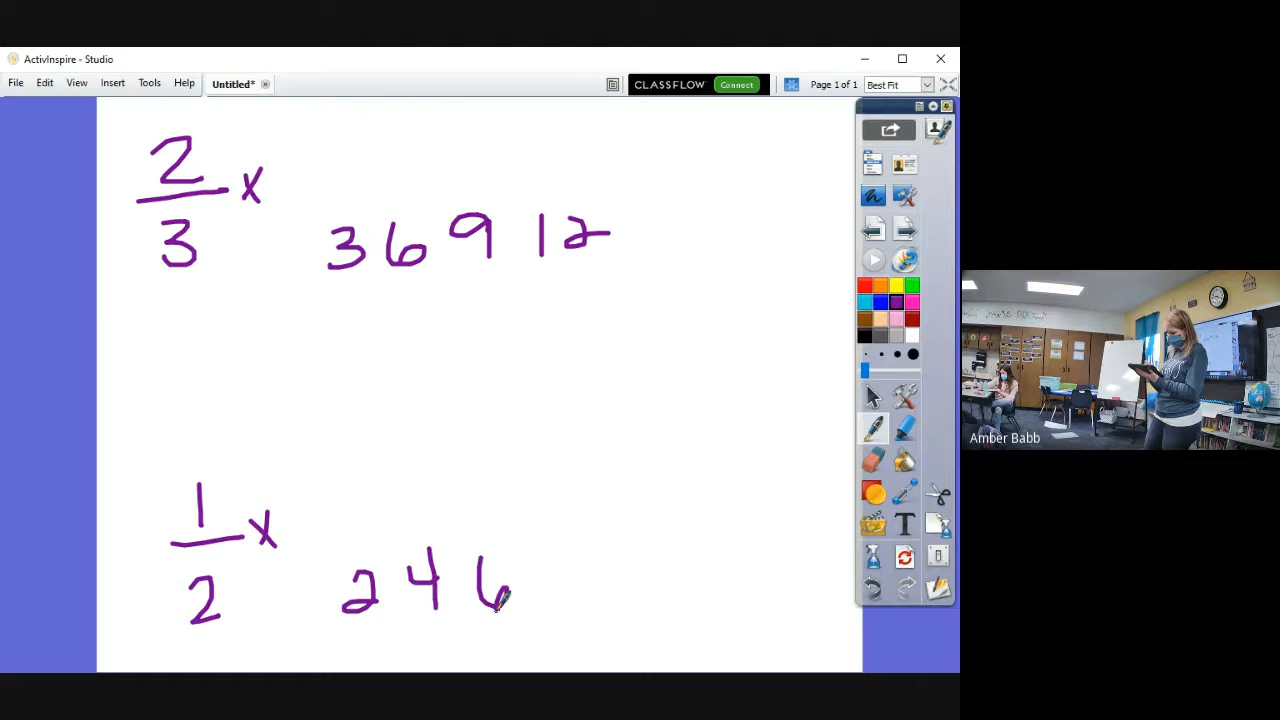 ActivInspire - Studio
File Edit View Insert Tools Help Untitled* CLASSFLOW Connect Page 1 of 1 Best Fit
2
3
x
3 6 9 12
1
2
x
2 4 6
T
Amber Babb